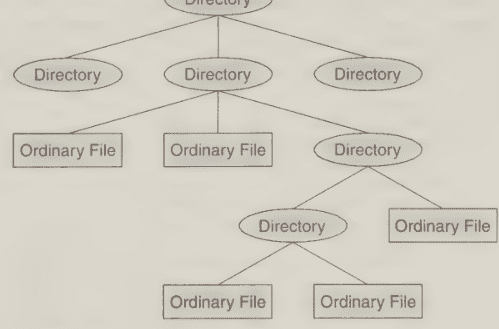 Directory
Directory Directory Directory
Ordinary File Ordinary File Directory
Directory Ordinary File
Ordinary File Ordinary File